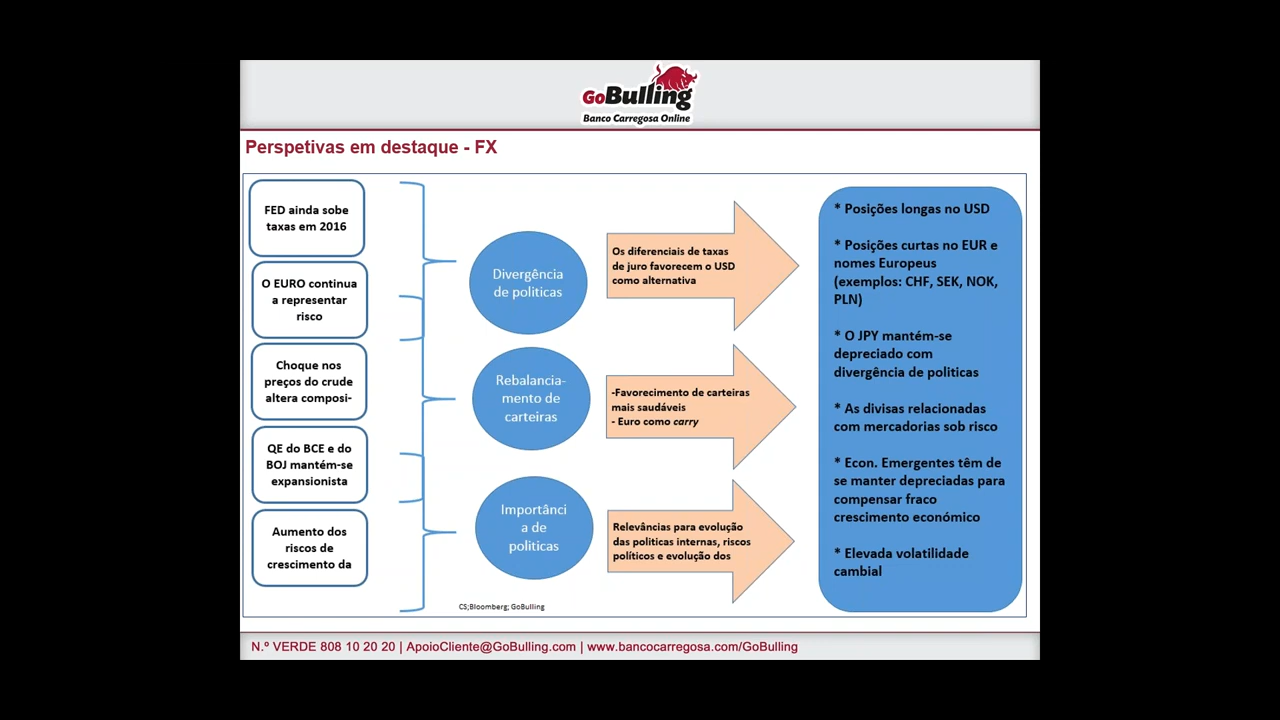 GoBulling
Banco Carregosa Online
Perspetivas em destaque - FX
FED ainda sobe
taxas em 2016
O EURO continua
a representar
risco
Choque nos
preços do crude
altera composi-
QE do BCE e do
BOJ mantém-se
expansionista
Aumento dos
riscos de
crescimento da
Divergência
de politicas
Rebalancia-
mento de
carteiras
Importânci
a de
politicas
Os diferenciais de taxas
de juro favorecem o USD
como alternativa
-Favorecimento de carteiras
mais saudáveis
- Euro como carry
Relevâncias para evolução
das politicas internas, riscos
políticos e evolução dos
* Posições longas no USD
* Posições curtas no EUR e
nomes Europeus
(exemplos: CHF, SEK, NOK,
PLN)
* O JPY mantém-se
depreciado com
divergência de politicas
* As divisas relacionadas
com mercadorias sob risco
* Econ. Emergentes têm de
se manter depreciadas para
compensar fraco
crescimento económico
* Elevada volatilidade
cambial
CS;Bloomberg; GoBulling
N.º VERDE 808 10 20 20 | ApoioCliente@GoBulling.com | www.bancocarregosa.com/GoBulling